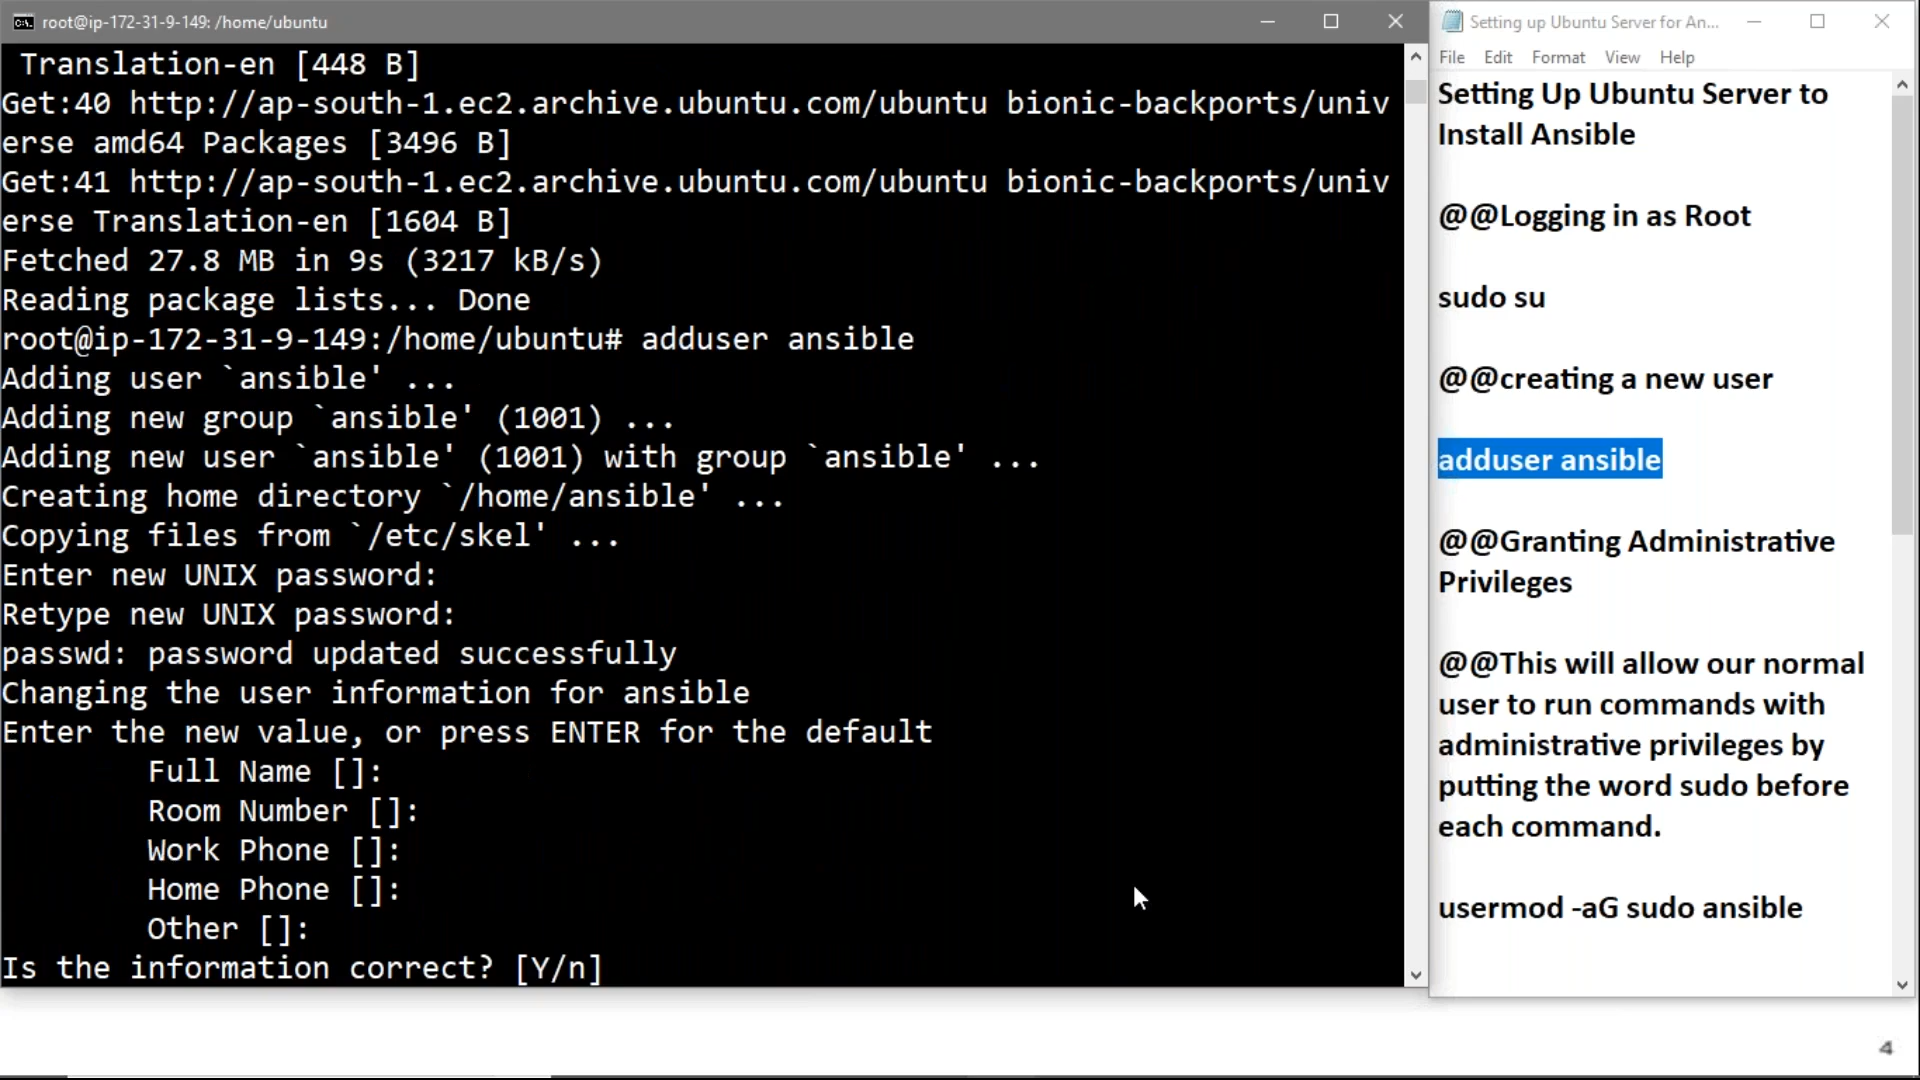 root@ip-172-31-9-149: /home/ubuntu
 Translation-en [448 B]
Get:40 http://ap-south-1.ec2.archive.ubuntu.com/ubuntu bionic-backports/univ
erse amd64 Packages [3496 B]
Get:41 http://ap-south-1.ec2.archive.ubuntu.com/ubuntu bionic-backports/univ
erse Translation-en [1604 B]
Fetched 27.8 MB in 9s (3217 kB/s)
Reading package lists... Done
root@ip-172-31-9-149:/home/ubuntu# adduser ansible
Adding user `ansible' ...
Adding new group `ansible' (1001) ...
Adding new user `ansible' (1001) with group `ansible' ...
Creating home directory `/home/ansible' ...
Copying files from `/etc/skel' ...
Enter new UNIX password:
Retype new UNIX password:
passwd: password updated successfully
Changing the user information for ansible
Enter the new value, or press ENTER for the default
        Full Name []:
        Room Number []:
        Work Phone []:
        Home Phone []:
        Other []:
Is the information correct? [Y/n]
Setting up Ubuntu Server for An...
File Edit Format View Help
Setting Up Ubuntu Server to
Install Ansible
@@Logging in as Root
sudo su
@@creating a new user
adduser ansible
@@Granting Administrative
Privileges
@@This will allow our normal
user to run commands with
administrative privileges by
putting the word sudo before
each command.
usermod -aG sudo ansible
4